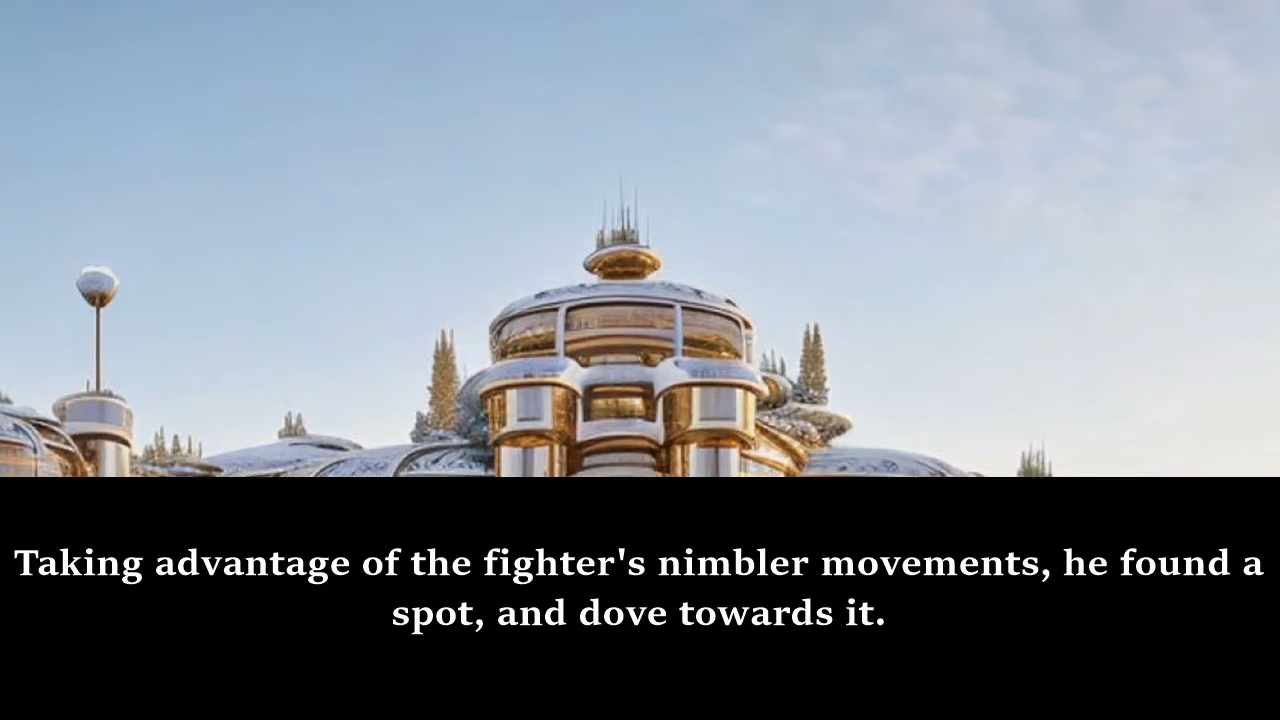 Taking advantage of the fighter's nimbler movements, he found a
spot, and dove towards it.